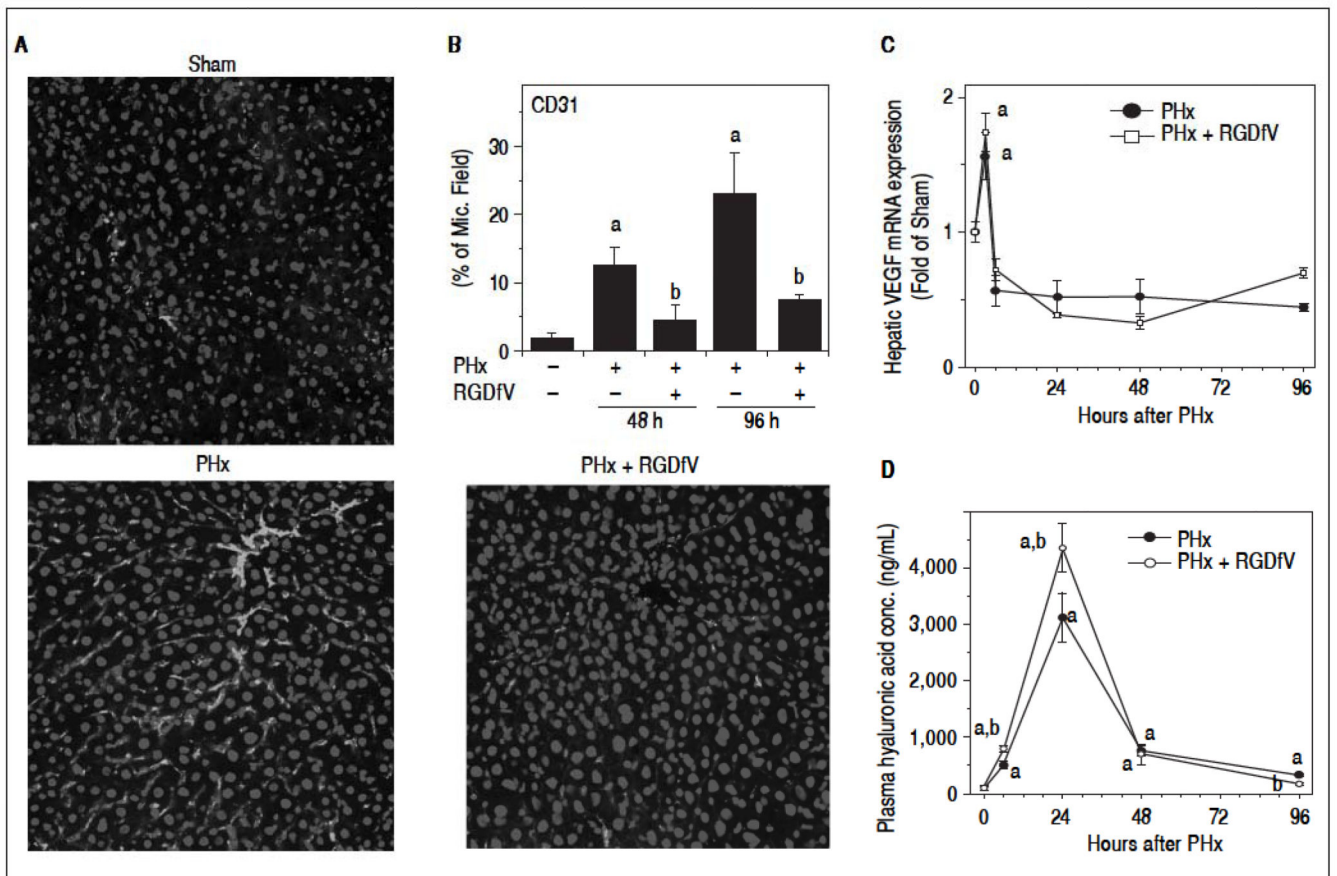 A
Sham
PHx
B
CD31
(% of Mic. Field)
30
20
10
0
a
b
a
b
PHx – + + + +
RGDfV – + +
48 h 96 h
PHx + RGDfV
C
Hepatic VEGF mRNA expression
(Fold of Sham)
2
1
0
a
a
PHx
PHx + RGDfV
0 24 48 72 96
Hours after PHx
D
Plasma hyaluronic acid conc. (ng/mL)
4,000
3,000
2,000
1,000
0
a,b
a
a,b
a
a
a
a
b
PHx
PHx + RGDfV
0 24 48 72 96
Hours after PHx